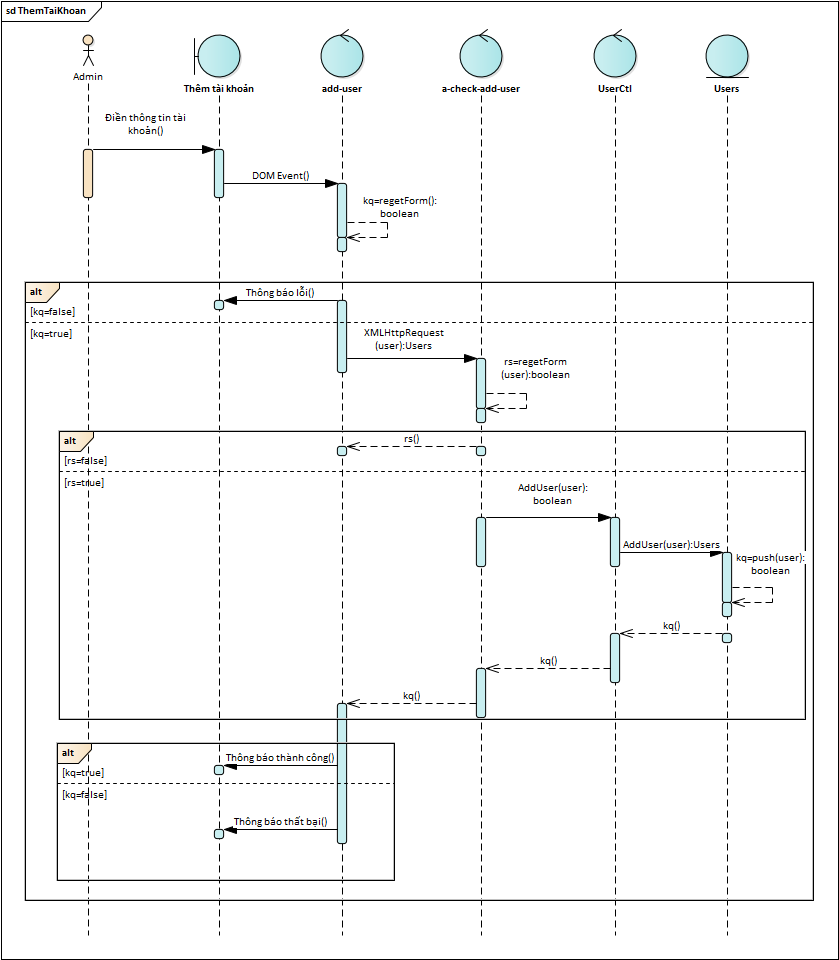 sd ThemTaiKhoan
Admin
Thêm tài khoản
add-user
a-check-add-user
UserCtl
Users
Điền thông tin tài
khoản()
DOM Event()
kq=regetForm():
boolean
alt
Thông báo lỗi()
[kq=false]
[kq=true]
XMLHttpRequest
(user):Users
rs=regetForm
(user):boolean
alt
rs()
[rs=false]
[rs=true]
AddUser(user):
boolean
AddUser(user):Users
kq=push(user):
boolean
kq()
kq()
kq()
alt
Thông báo thành công()
[kq=true]
[kq=false]
Thông báo thất bại()